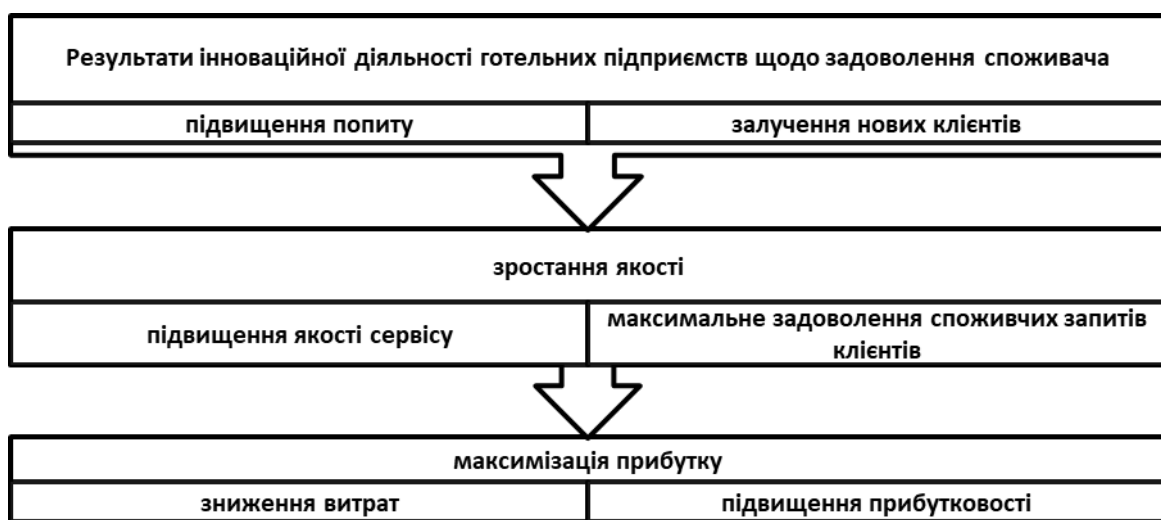 Результати інноваційної діяльності готельних підприємств щодо задоволення споживача
підвищення попиту
залучення нових клієнтів
зростання якості
підвищення якості сервісу
максимальне задоволення споживчих запитів
клієнтів
максимізація прибутку
зниження витрат
підвищення прибутковості